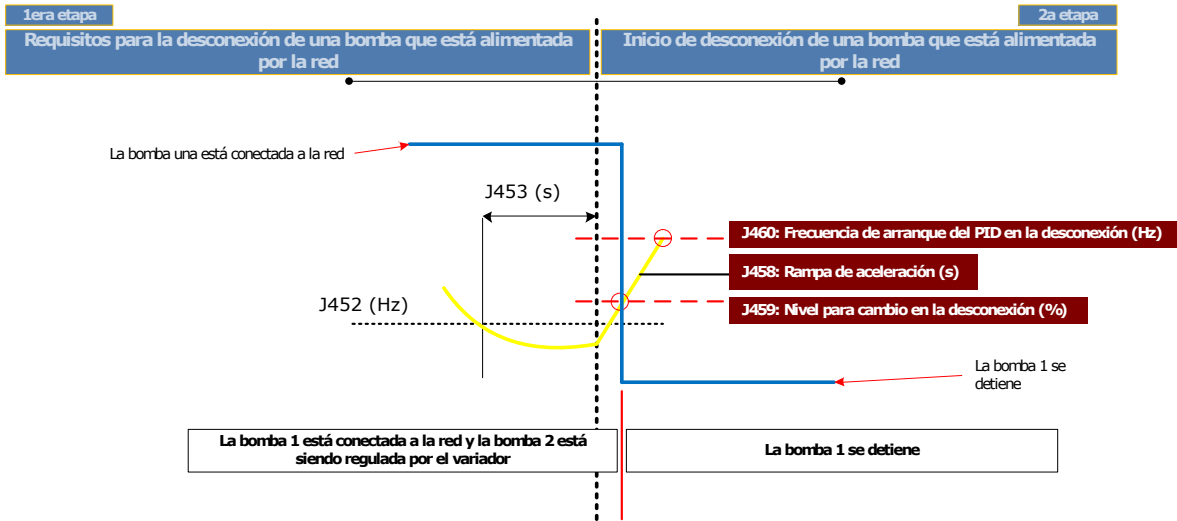 1era etapa
2a etapa
Requisitos para la desconexión de una bomba que está alimentada
por la red
Inicio de desconexión de una bomba que está alimentada
por la red
La bomba una está conectada a la red
J453 (s)
J460: Frecuencia de arranque del PID en la desconexión (Hz)
J458: Rampa de aceleración (s)
J452 (Hz)
J459: Nivel para cambio en la desconexión (%)
La bomba 1 se
detiene
La bomba 1 está conectada a la red y la bomba 2 está
siendo regulada por el variador
La bomba 1 se detiene